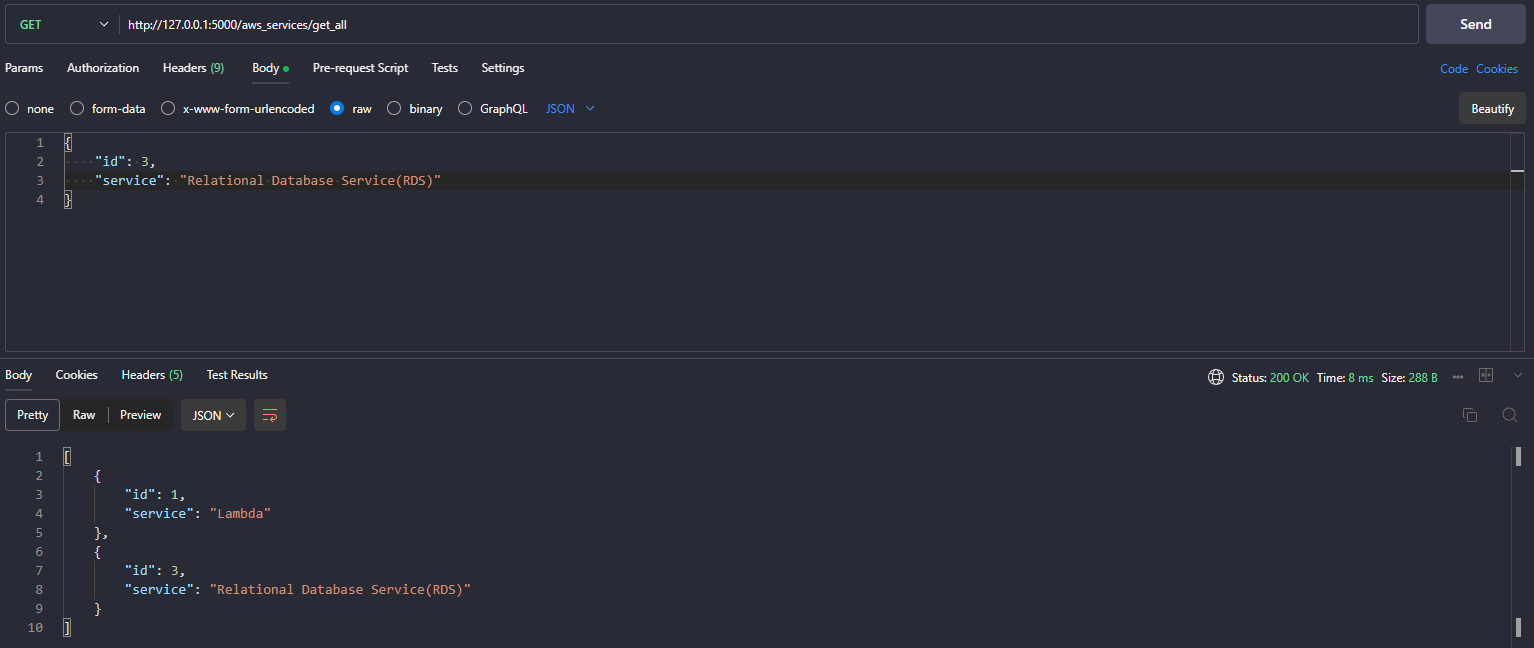 GET http://127.0.0.1:5000/aws_services/get_all Send
Params Authorization Headers (9) Body Pre-request Script Tests Settings Code Cookies
none form-data x-www-form-urlencoded raw binary GraphQL JSON Beautify
1 {
2 "id": 3,
3 "service": "Relational Database Service(RDS)"
4 }
Body Cookies Headers (5) Test Results Status: 200 OK Time: 8 ms Size: 288 B
Pretty Raw Preview JSON
1 [
2 {
3 "id": 1,
4 "service": "Lambda"
5 },
6 {
7 "id": 3,
8 "service": "Relational Database Service(RDS)"
9 }
10 ]